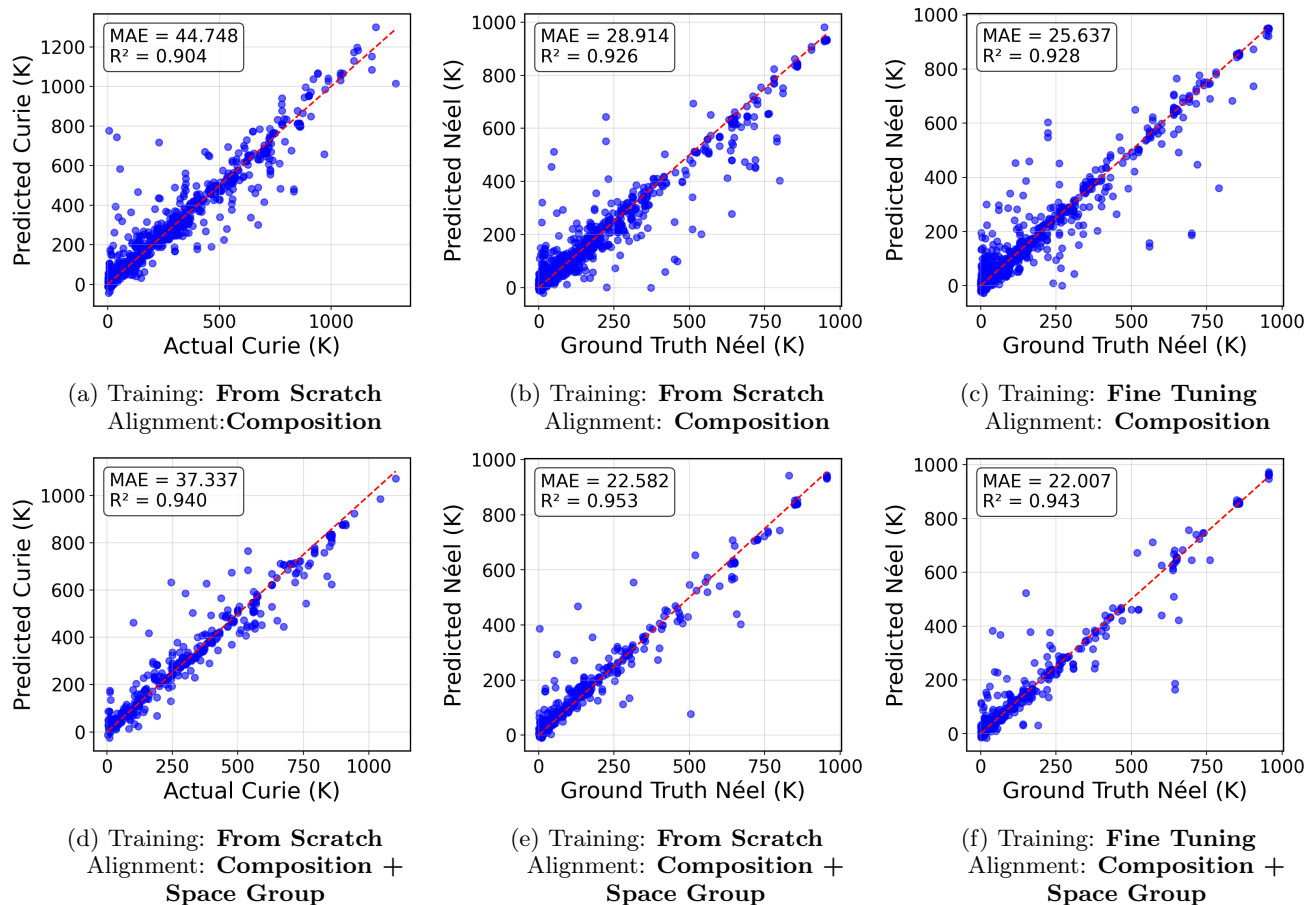 MAE = 44.748
R² = 0.904
Predicted Curie (K)
1200
1000
800
600
400
200
0
0 500 1000
Actual Curie (K)
(a) Training: From Scratch
Alignment:Composition
MAE = 28.914
R² = 0.926
Predicted Néel (K)
1000
800
600
400
200
0
0 250 500 750 1000
Ground Truth Néel (K)
(b) Training: From Scratch
Alignment: Composition
MAE = 25.637
R² = 0.928
Predicted Néel (K)
1000
800
600
400
200
0
0 250 500 750 1000
Ground Truth Néel (K)
(c) Training: Fine Tuning
Alignment: Composition
MAE = 37.337
R² = 0.940
Predicted Curie (K)
1000
800
600
400
200
0
0 250 500 750 1000
Actual Curie (K)
(d) Training: From Scratch
Alignment: Composition +
Space Group
MAE = 22.582
R² = 0.953
Predicted Néel (K)
1000
800
600
400
200
0
0 250 500 750 1000
Ground Truth Néel (K)
(e) Training: From Scratch
Alignment: Composition +
Space Group
MAE = 22.007
R² = 0.943
Predicted Néel (K)
1000
800
600
400
200
0
0 250 500 750 1000
Ground Truth Néel (K)
(f) Training: Fine Tuning
Alignment: Composition +
Space Group